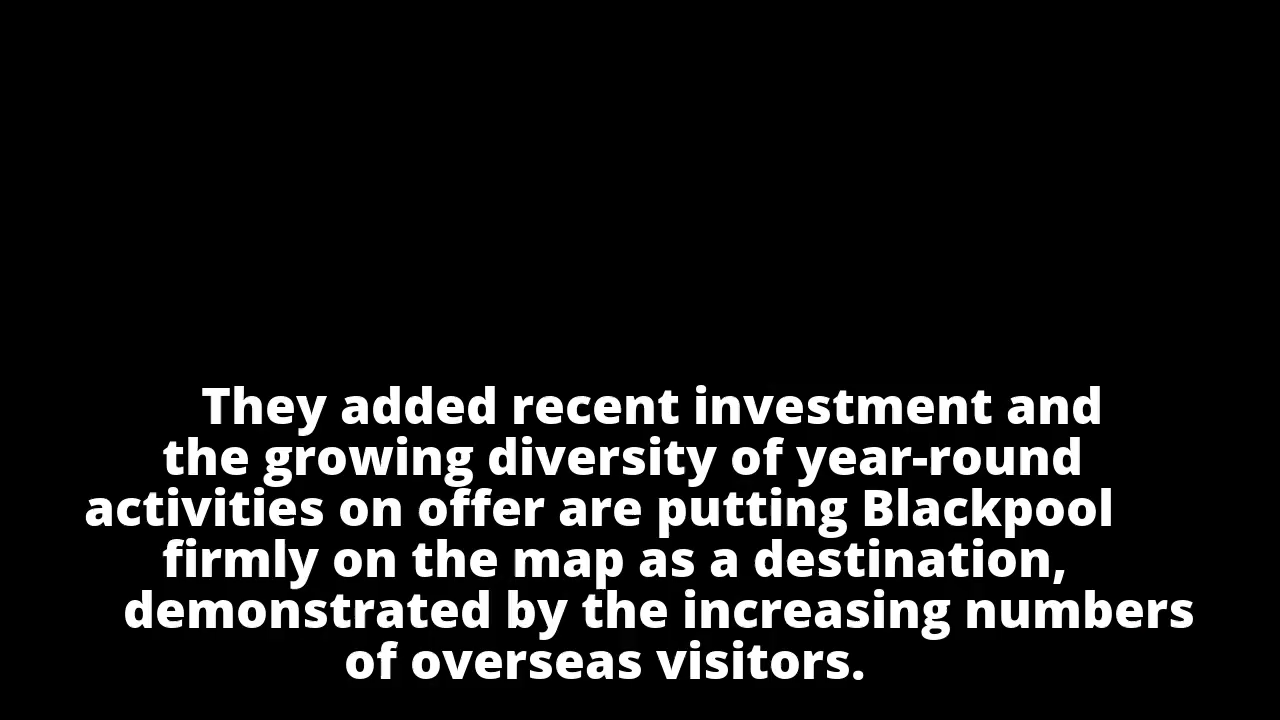 They added recent investment and
the growing diversity of year-round
activities on offer are putting Blackpool
firmly on the map as a destination,
demonstrated by the increasing numbers
of overseas visitors.